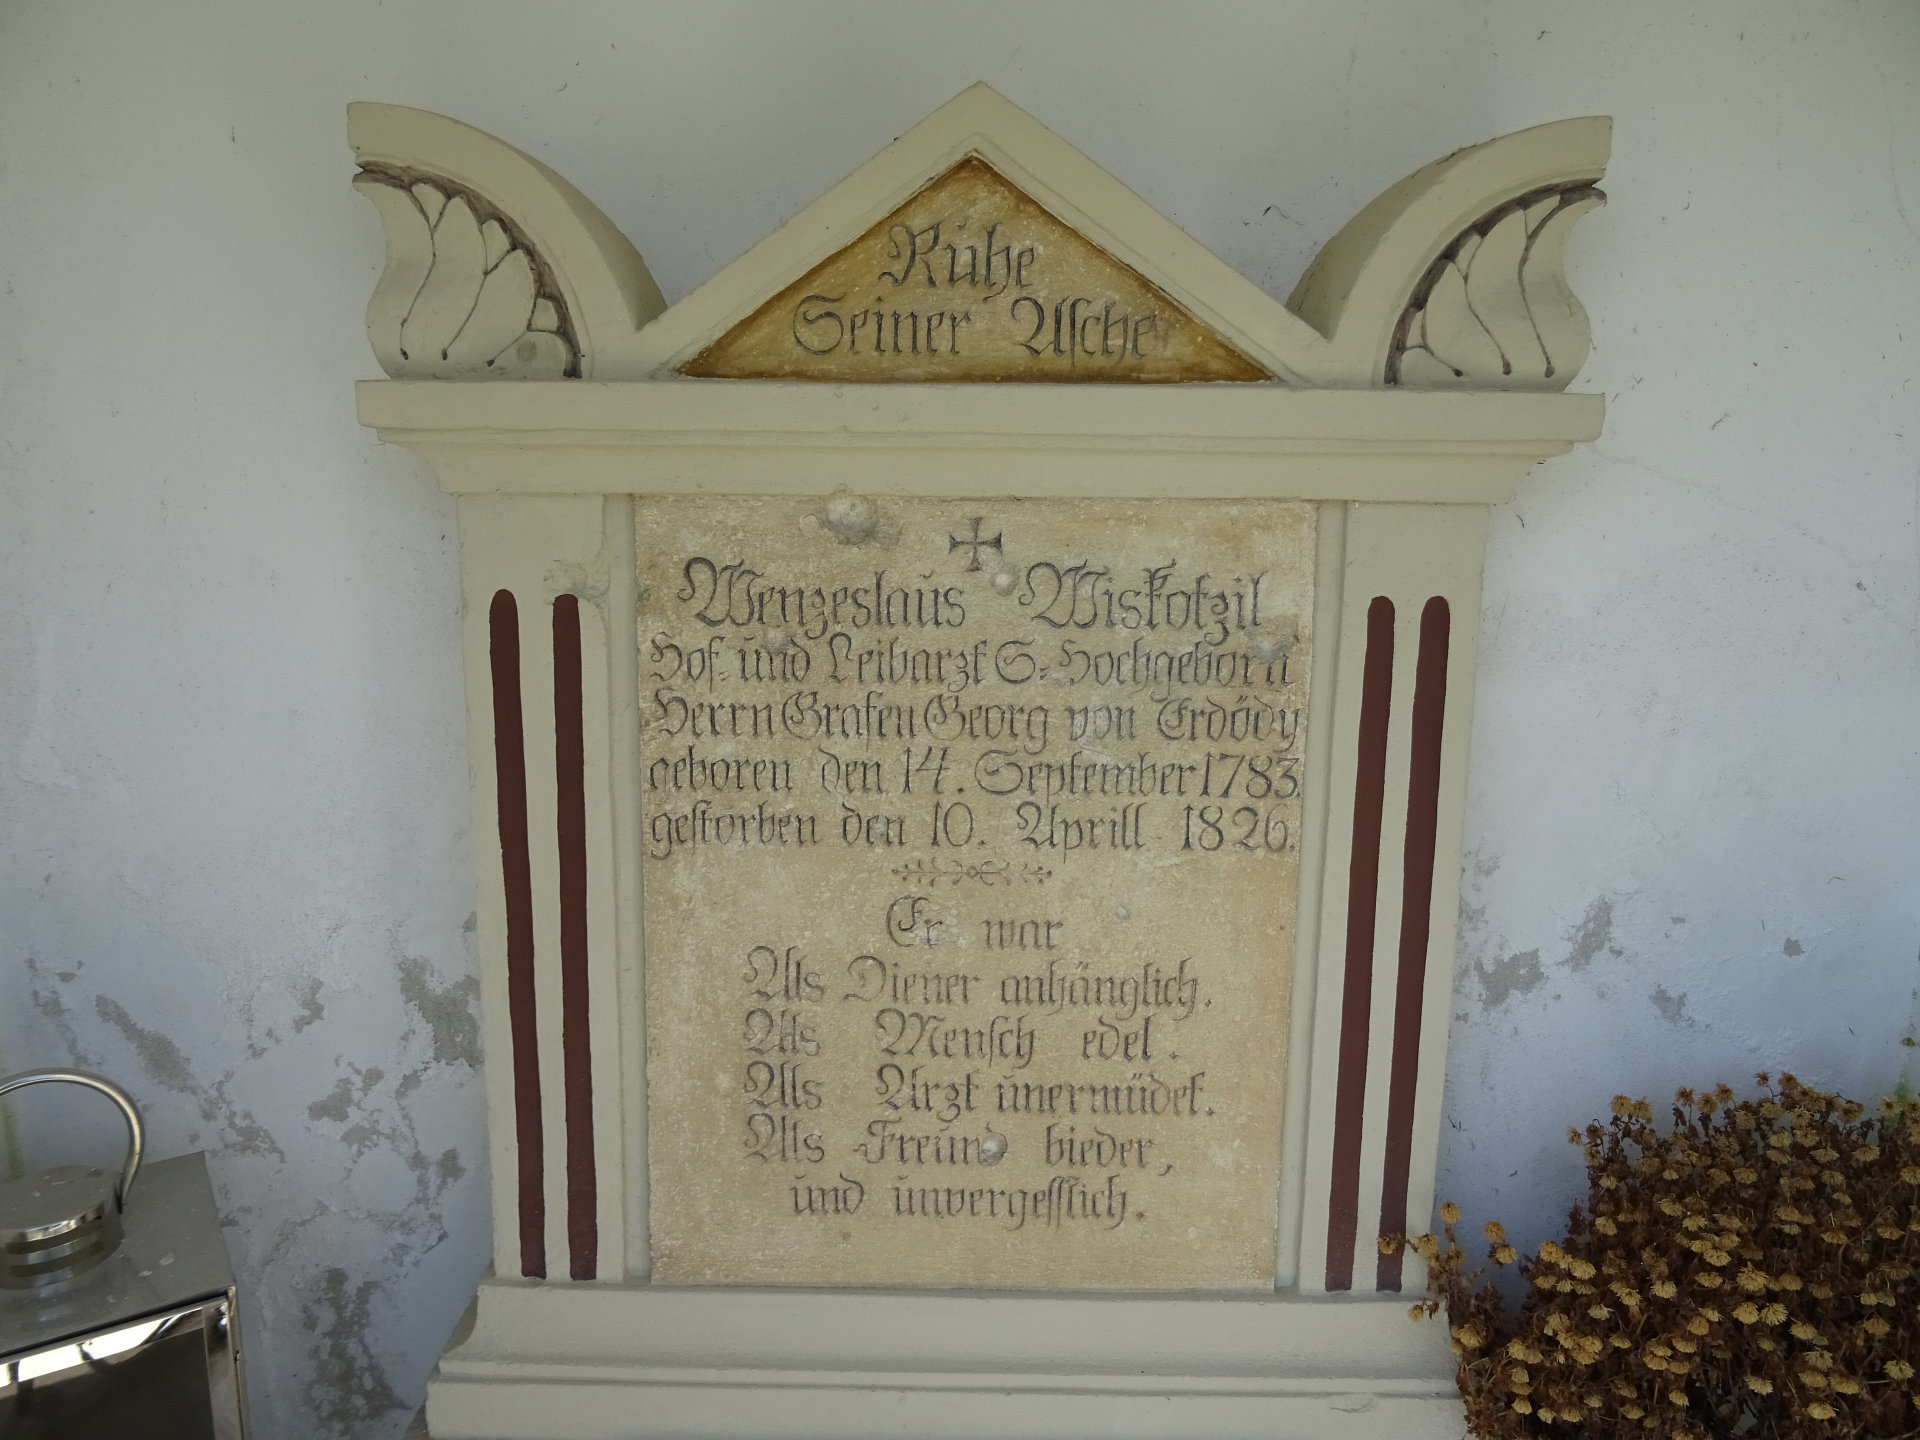 Ruhe
Seiner Asche
Wenzeslaus Wiskotzil
Hof- und Leibarzt S: Hochgeborn
Herrn Grafen Georg von Erdödy
geboren den 14. September 1783.
gestorben den 10. Aprill 1826.
Er war
Als Diener anhänglich.
Als Mensch edel.
Als Arzt unermüdet.
Als Freund bieder,
und unvergesslich.